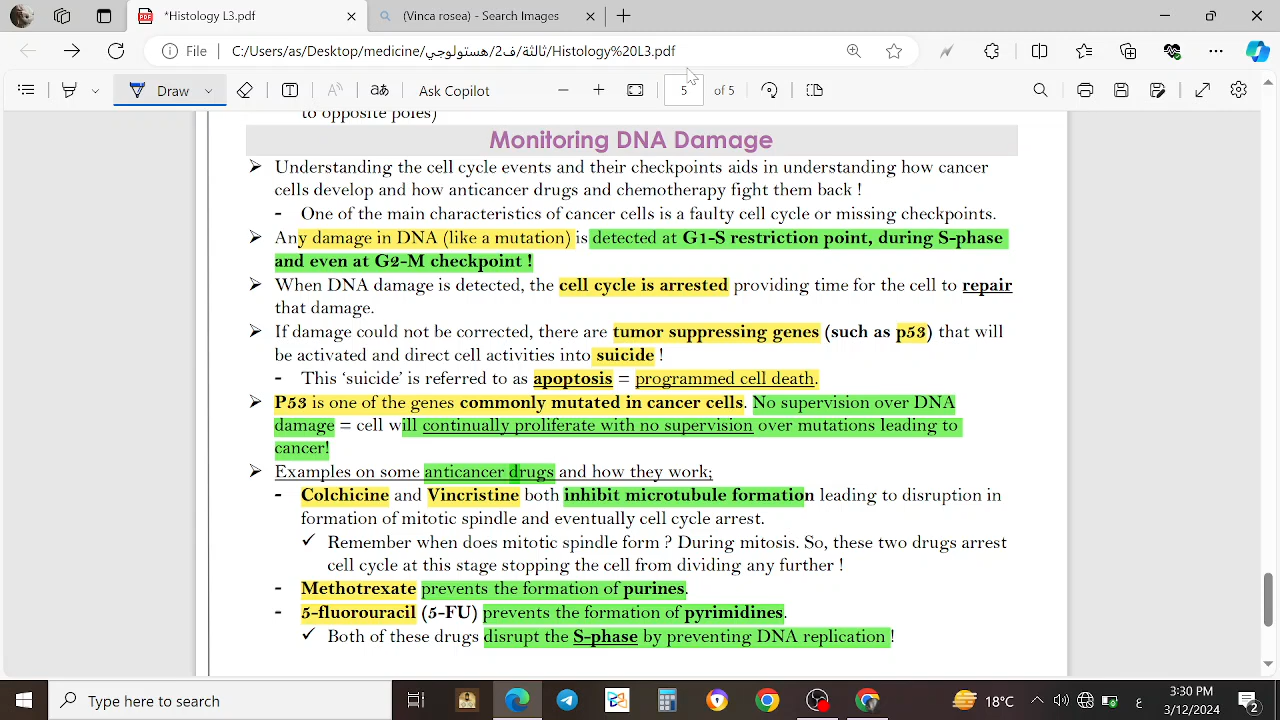 *Histology L3.pdf
(Vinca rosea) - Search Images
File
C:/Users/as/Desktop/medicine/ثالثة/ف2/هستولوجي/Histology%20L3.pdf
Draw
Ask Copilot
5 of 5
to opposite poles)
Monitoring DNA Damage
➢ Understanding the cell cycle events and their checkpoints aids in understanding how cancer
cells develop and how anticancer drugs and chemotherapy fight them back !
- One of the main characteristics of cancer cells is a faulty cell cycle or missing checkpoints.
➢ Any damage in DNA (like a mutation) is detected at G1-S restriction point, during S-phase
and even at G2-M checkpoint !
➢ When DNA damage is detected, the cell cycle is arrested providing time for the cell to repair
that damage.
➢ If damage could not be corrected, there are tumor suppressing genes (such as p53) that will
be activated and direct cell activities into suicide !
- This ‘suicide’ is referred to as apoptosis = programmed cell death.
➢ P53 is one of the genes commonly mutated in cancer cells. No supervision over DNA
damage = cell will continually proliferate with no supervision over mutations leading to
cancer!
➢ Examples on some anticancer drugs and how they work;
- Colchicine and Vincristine both inhibit microtubule formation leading to disruption in
formation of mitotic spindle and eventually cell cycle arrest.
✓ Remember when does mitotic spindle form ? During mitosis. So, these two drugs arrest
cell cycle at this stage stopping the cell from dividing any further !
- Methotrexate prevents the formation of purines.
- 5-fluorouracil (5-FU) prevents the formation of pyrimidines.
✓ Both of these drugs disrupt the S-phase by preventing DNA replication !
Type here to search
18°C
ع
3:30 PM
3/12/2024
2